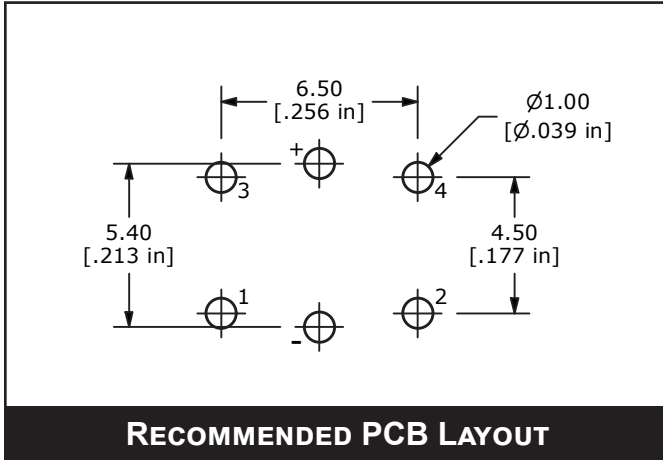 6.50
[.256 in]
Ø1.00
[Ø.039 in]
+
3
4
5.40
[.213 in]
4.50
[.177 in]
1
2
-
RECOMMENDED PCB LAYOUT